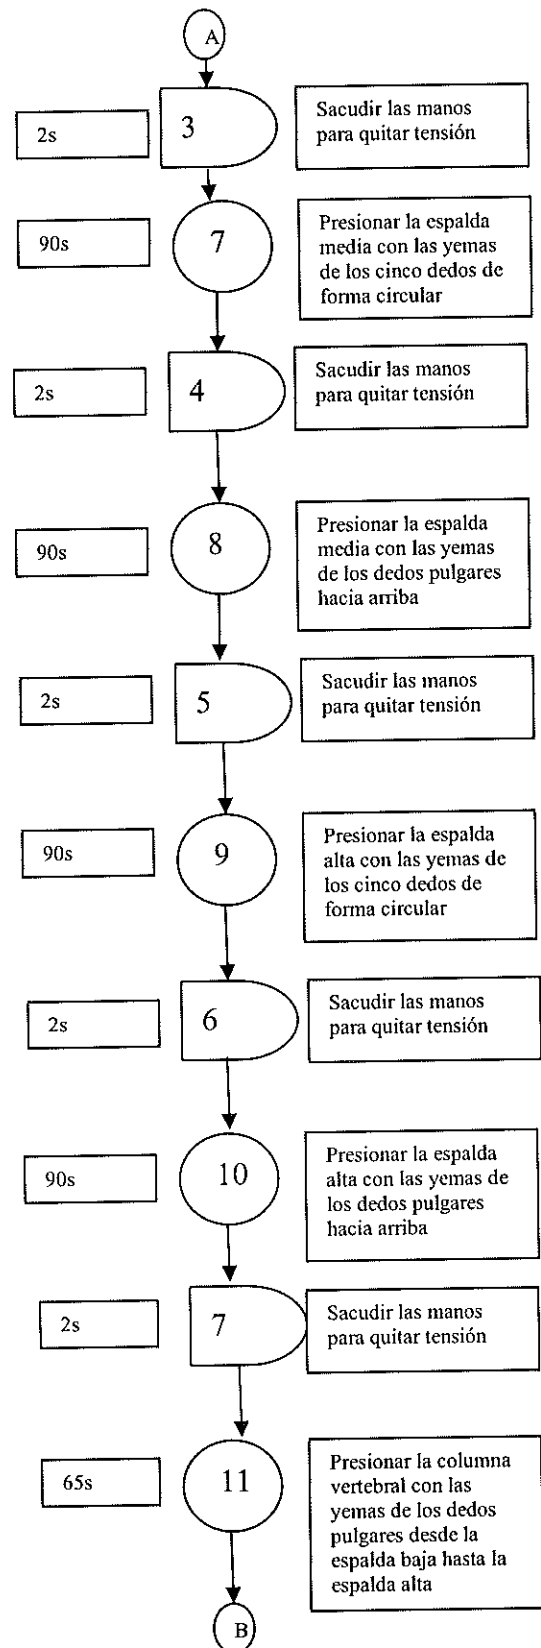 A
2s
3
Sacudir las manos
para quitar tensión
90s
7
Presionar la espalda
media con las yemas
de los cinco dedos de
forma circular
2s
4
Sacudir las manos
para quitar tensión
90s
8
Presionar la espalda
media con las yemas
de los dedos pulgares
hacia arriba
2s
5
Sacudir las manos
para quitar tensión
90s
9
Presionar la espalda
alta con las yemas de
los cinco dedos de
forma circular
2s
6
Sacudir las manos
para quitar tensión
90s
10
Presionar la espalda
alta con las yemas de
los dedos pulgares
hacia arriba
2s
7
Sacudir las manos
para quitar tensión
65s
11
Presionar la columna
vertebral con las
yemas de los dedos
pulgares desde la
espalda baja hasta la
espalda alta
B